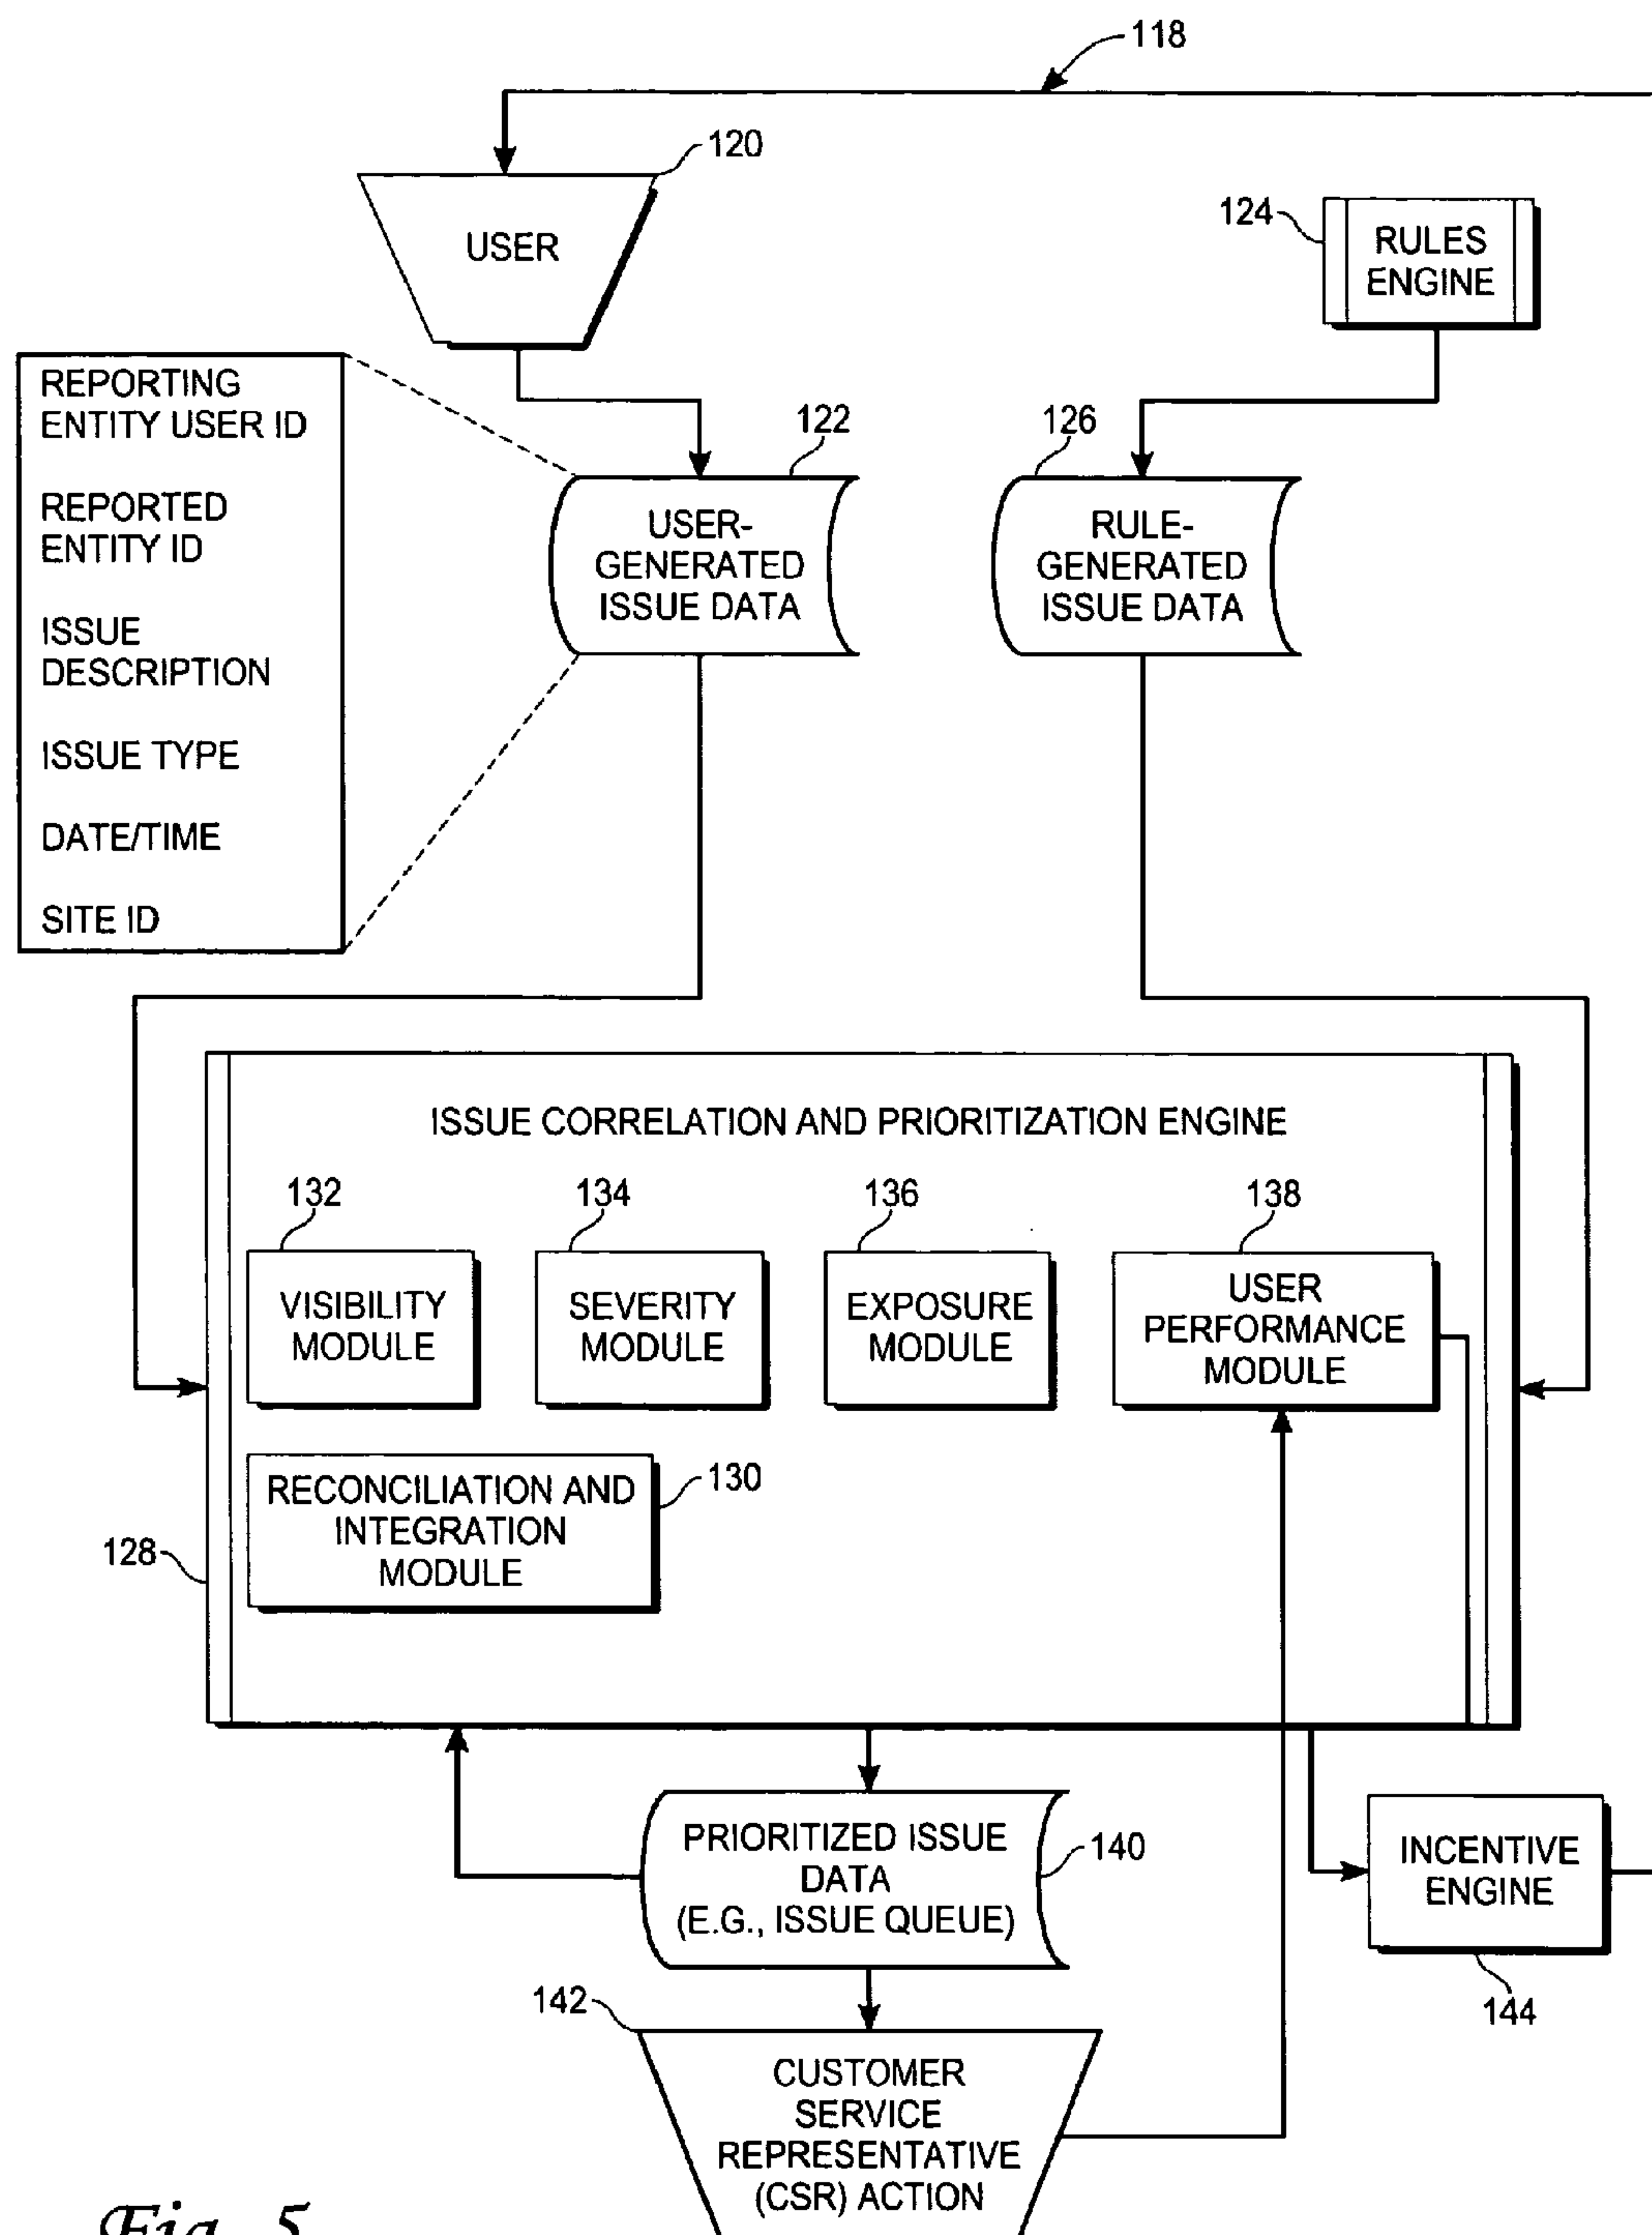 118
120
USER
124
RULES
ENGINE
REPORTING
ENTITY USER ID
REPORTED
ENTITY ID
ISSUE
DESCRIPTION
ISSUE TYPE
DATE/TIME
SITE ID
122
USER-
GENERATED
ISSUE DATA
126
RULE-
GENERATED
ISSUE DATA
ISSUE CORRELATION AND PRIORITIZATION ENGINE
132
VISIBILITY
MODULE
134
SEVERITY
MODULE
136
EXPOSURE
MODULE
138
USER
PERFORMANCE
MODULE
RECONCILIATION AND
INTEGRATION
MODULE
130
128
PRIORITIZED ISSUE
DATA
(E.G., ISSUE QUEUE)
140
INCENTIVE
ENGINE
144
142
CUSTOMER
SERVICE
REPRESENTATIVE
(CSR) ACTION
Fig. 5